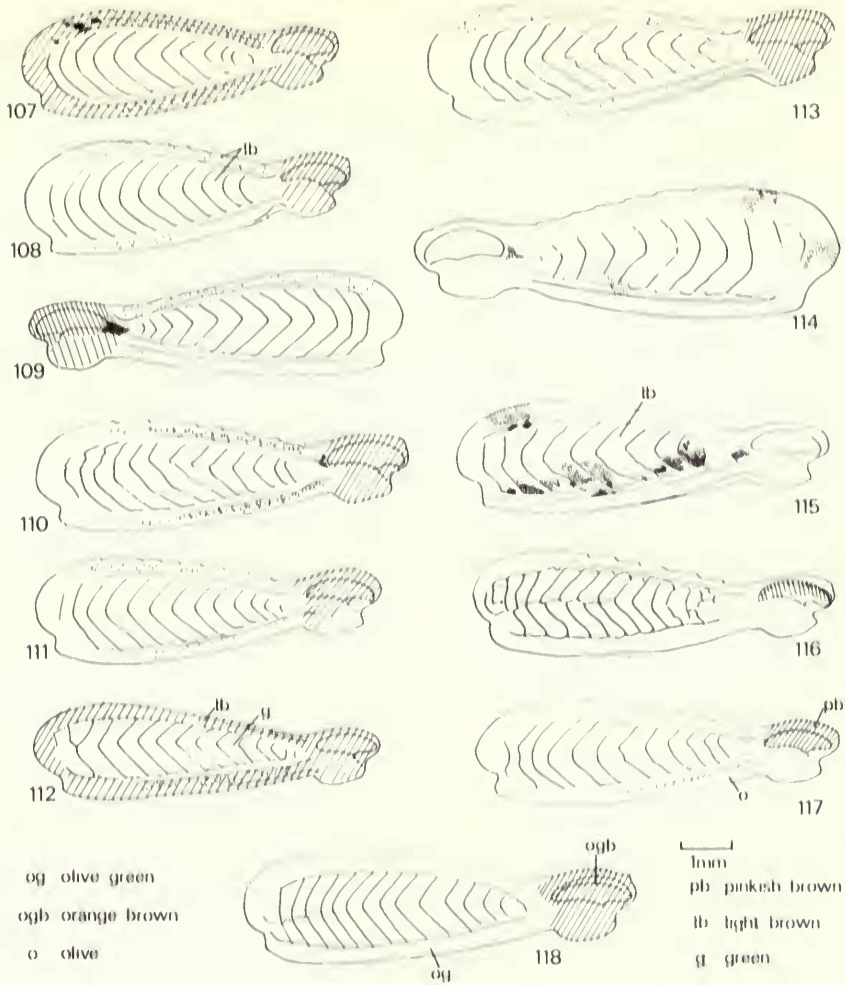 107
113
lb
108
114
109
lb
110
115
111
116
lb g
pb
112
o
117
ogb
1mm
og olive green
ogb orange brown
o olive
pb pinkish brown
lb light brown
g green
og
118